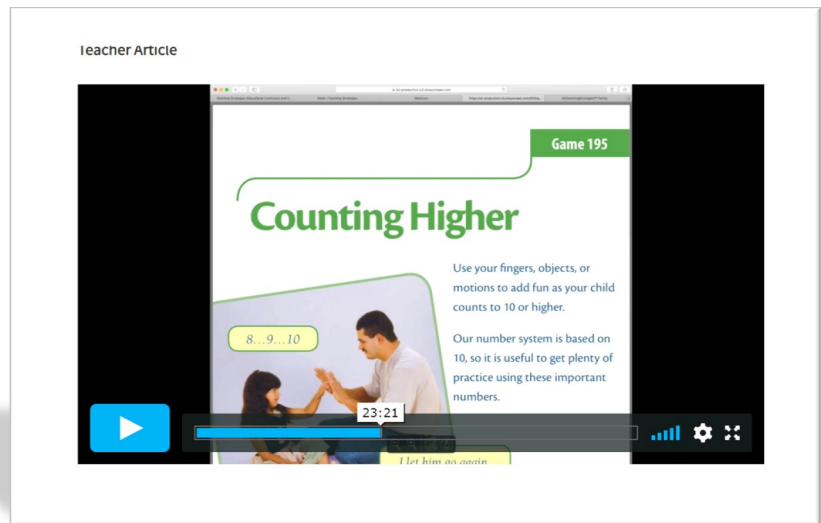 Teacher Article
Game 195
Counting Higher
Use your fingers, objects, or
motions to add fun as your child
counts to 10 or higher.
Our number system is based on
10, so it is useful to get plenty of
practice using these important
numbers.
8...9...10
23:21
I let him go again